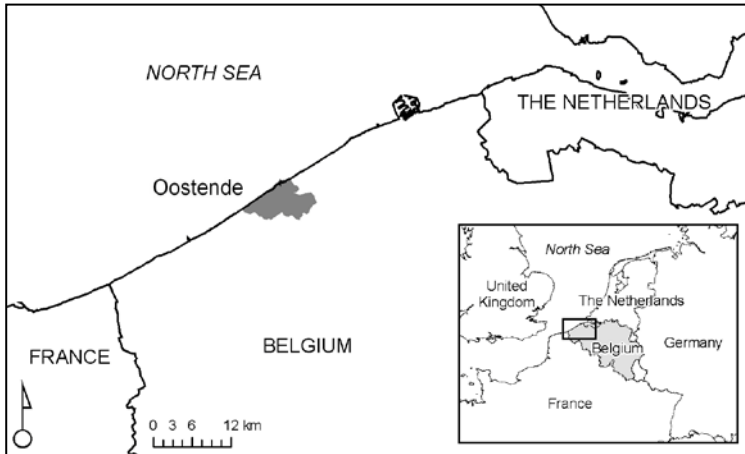 NORTH SEA
THE NETHERLANDS
Oostende
FRANCE
BELGIUM
0 3 6 12 km
North Sea
United
Kingdom
The Netherlands
Belgium
Germany
France